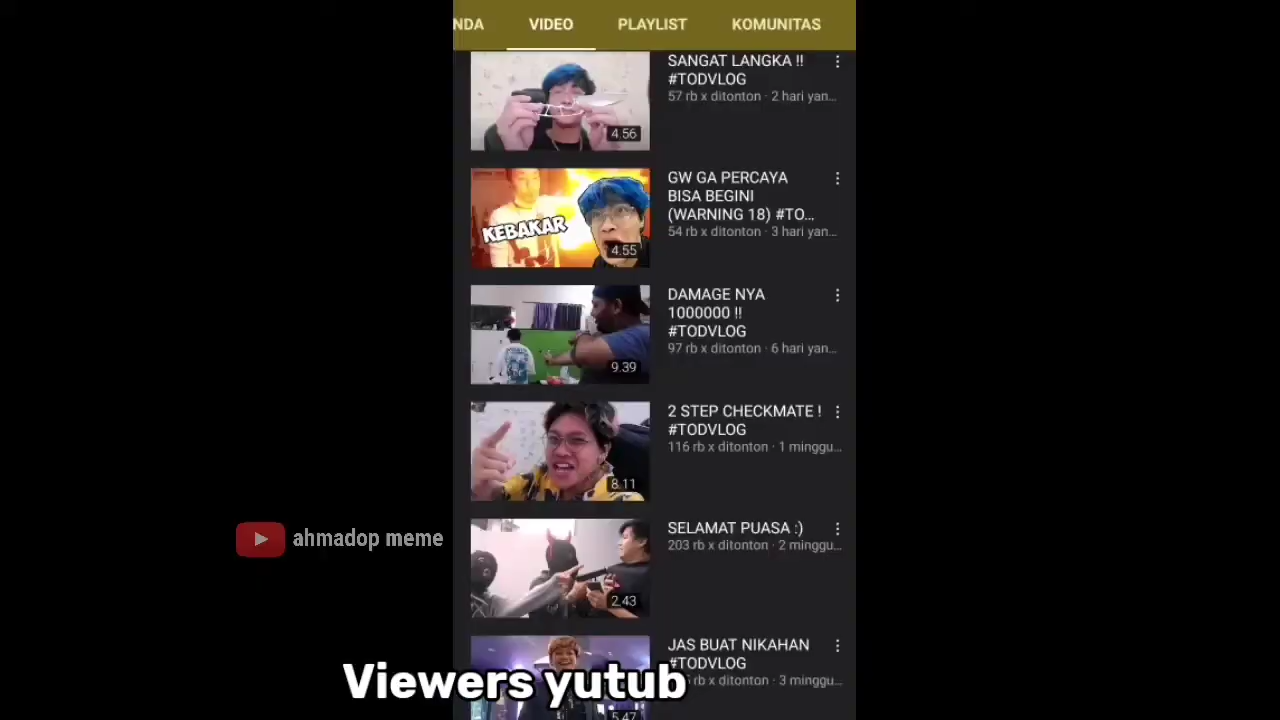 NDA VIDEO PLAYLIST KOMUNITAS
SANGAT LANGKA !!
#TODVLOG
57 rb x ditonton · 2 hari yan...
4.56
GW GA PERCAYA
BISA BEGINI
(WARNING 18) #TO...
54 rb x ditonton · 3 hari yan...
KEBAKAR
4.55
DAMAGE NYA
1000000 !!
#TODVLOG
97 rb x ditonton · 6 hari yan...
9.39
2 STEP CHECKMATE !
#TODVLOG
116 rb x ditonton · 1 minggu...
8.11
SELAMAT PUASA :)
203 rb x ditonton · 2 minggu...
2.43
ahmadop meme
JAS BUAT NIKAHAN
#TODVLOG
rb x ditonton · 3 minggu...
5.47
Viewers yutub